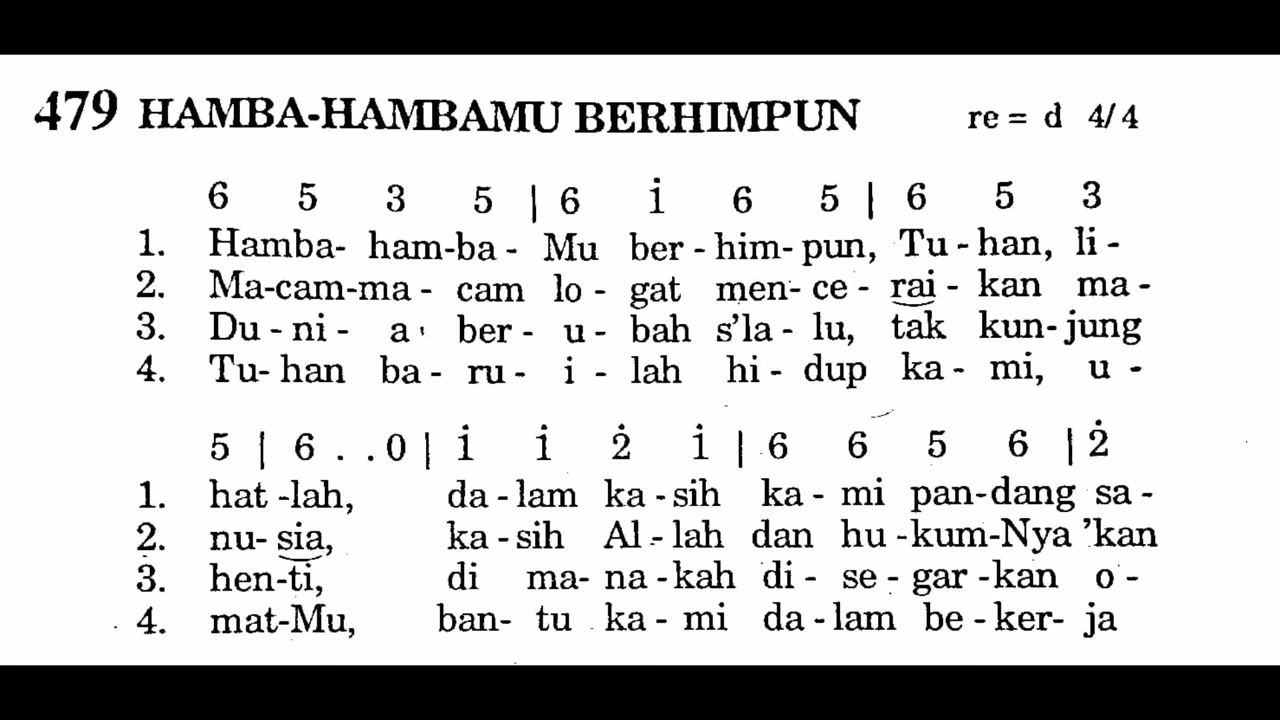 479 HAMBA-HAMBAMU BERHIMPUN re = d 4/4
6 5 3 5 | 6 i̇ 6 5 | 6 5 3
1. Hamba- ham-ba - Mu ber - him- pun, Tu - han, li -
2. Ma-cam-ma - cam lo - gat men- ce - rai - kan ma -
3. Du - ni - a ber - u - bah s'la - lu, tak kun- jung
4. Tu- han ba - ru - i - lah hi - dup ka - mi, u -
5 | 6 . . 0 | 1̇ 1̇ 2̇ 1̇ | 6 6 5 6 | 2̇
1. hat -lah, da - lam ka - sih ka - mi pan-dang sa -
2. nu- sia, ka - sih Al - lah dan hu -kum-Nya 'kan
3. hen-ti, di ma- na - kah di - se - gar -kan o -
4. mat-Mu, ban- tu ka - mi da - lam be - ker- ja